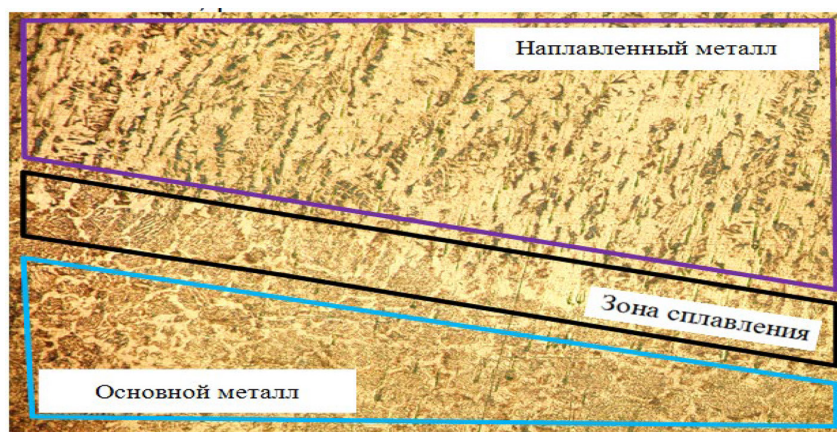 Наплавленный металл
Зона сплавления
Основной металл